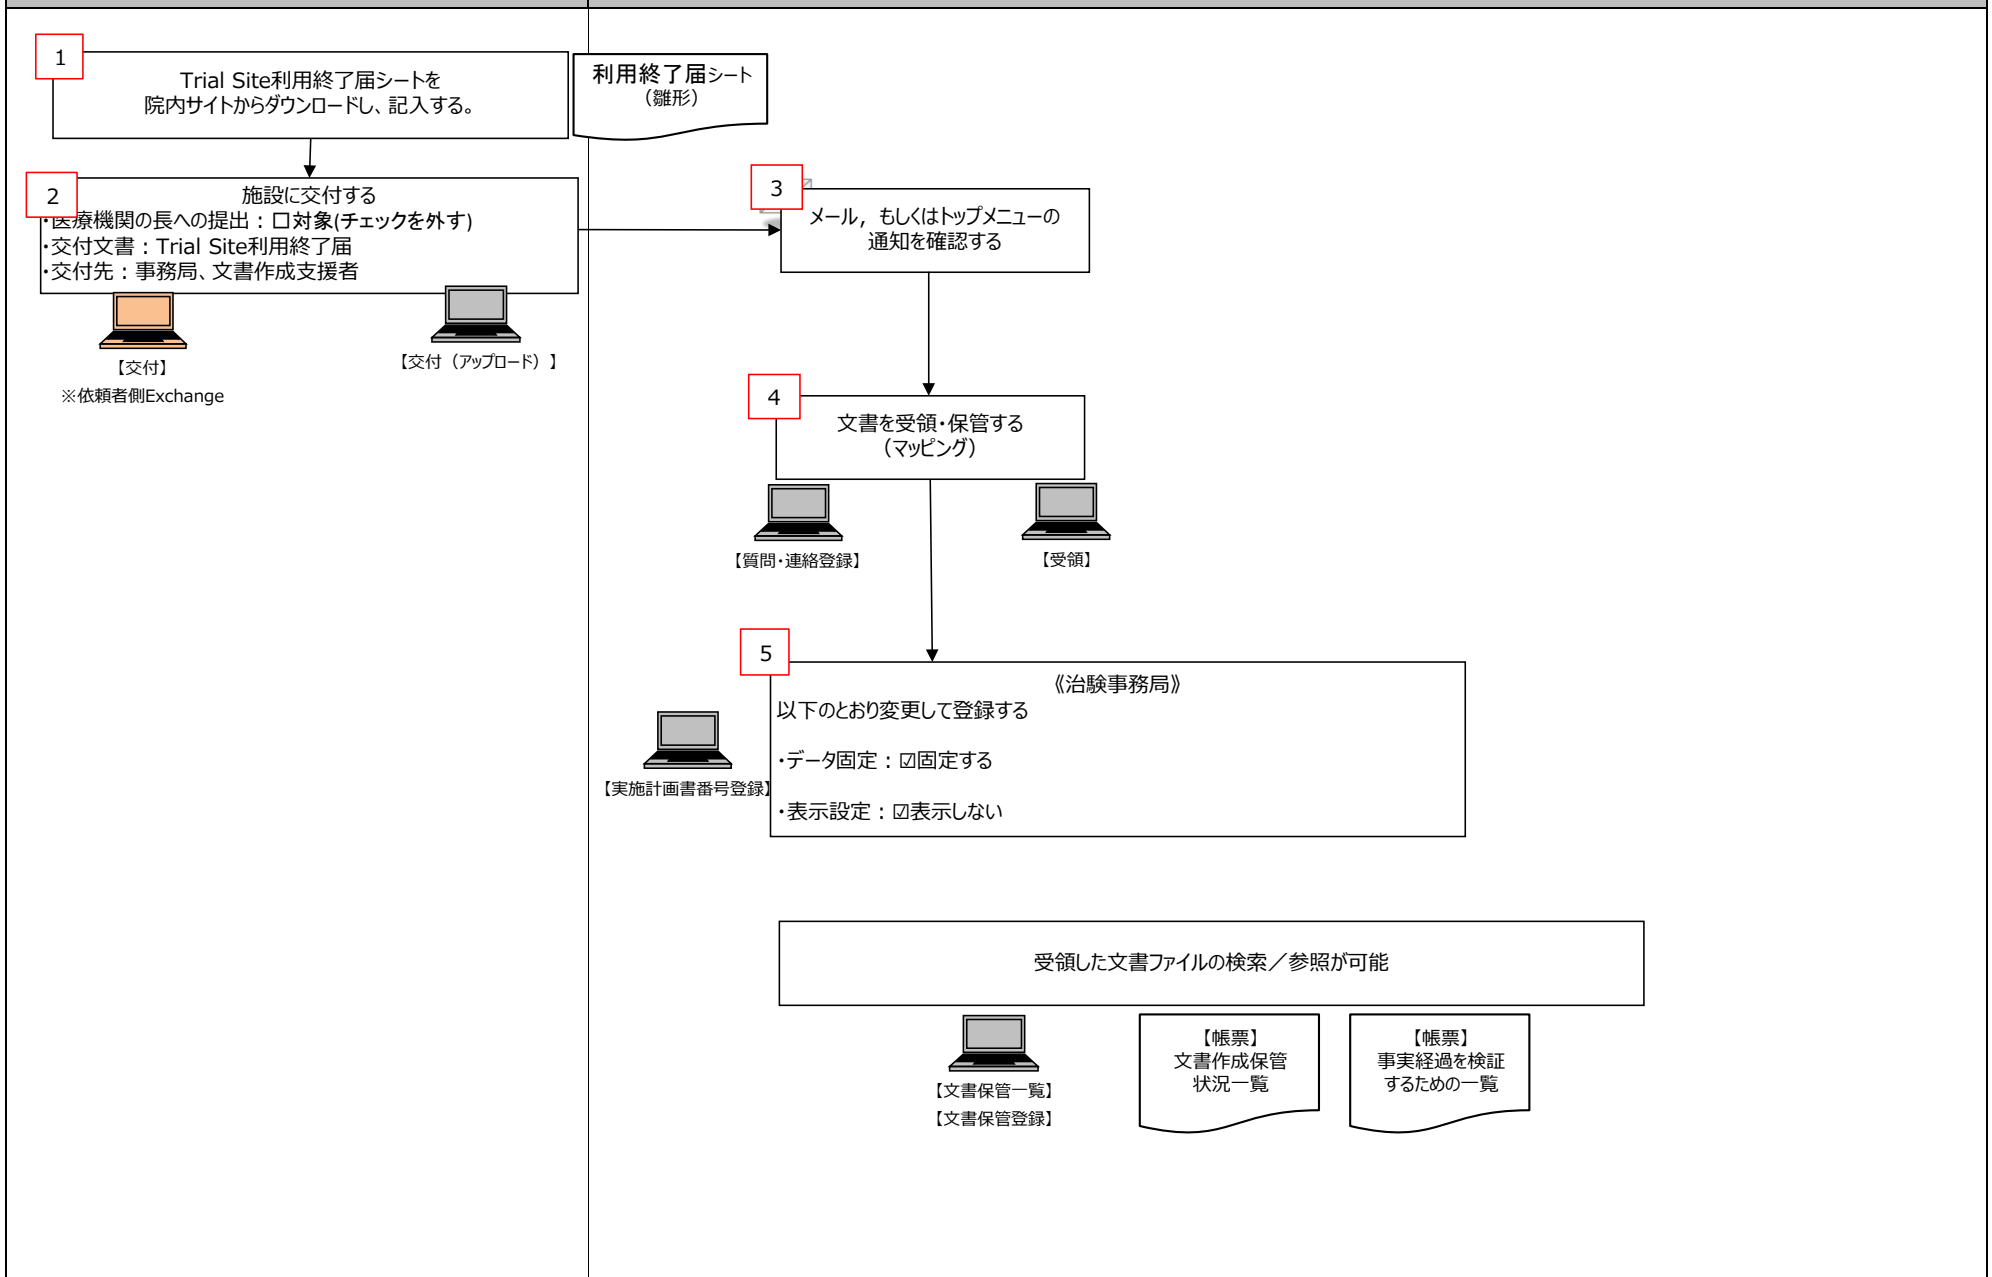 1
Trial Site利用終了届シートを
院内サイトからダウンロードし、記入する。
利用終了届シート
（雛形）
2
施設に交付する
・医療機関の長への提出：□対象(チェックを外す)
・交付文書：Trial Site利用終了届
・交付先：事務局、文書作成支援者
【交付】
※依頼者側Exchange
【交付（アップロード）】
3
メール，もしくはトップメニューの
通知を確認する
4
文書を受領・保管する
（マッピング）
【質問・連絡登録】
【受領】
5
《治験事務局》
以下のとおり変更して登録する
・データ固定：☑固定する
・表示設定：☑表示しない
【実施計画書番号登録】
受領した文書ファイルの検索／参照が可能
【文書保管一覧】
【文書保管登録】
【帳票】
文書作成保管
状況一覧
【帳票】
事実経過を検証
するための一覧